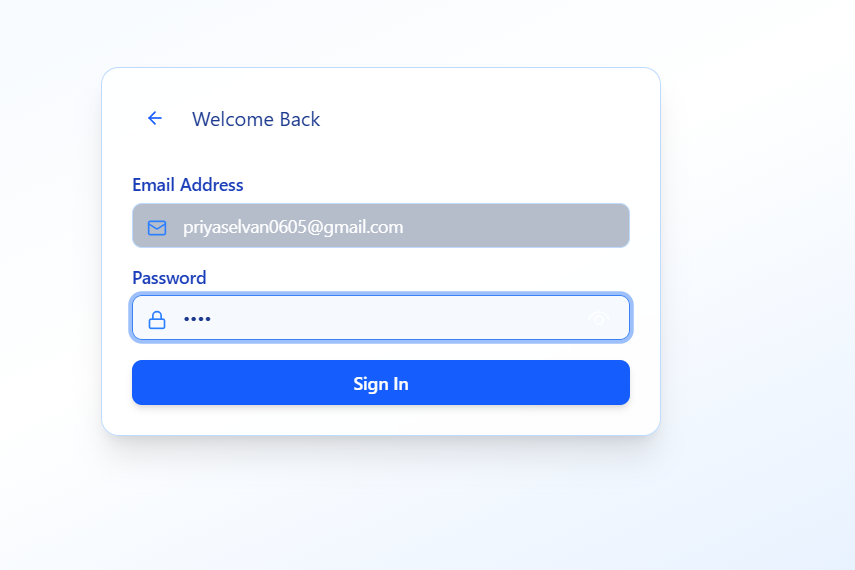 Welcome Back
Email Address
priyaselvan0605@gmail.com
Password
••••
Sign In